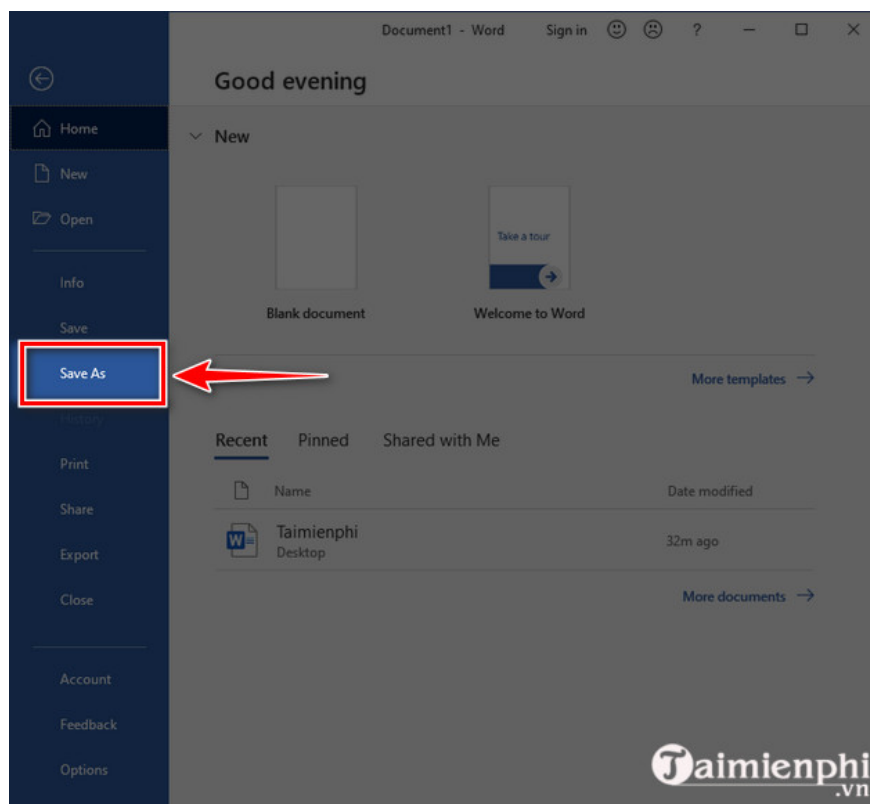 Document1 - Word Sign in ?
Good evening
Home
New
New
Open
Take a tour
Info
Blank document Welcome to Word
Save
Save As
More templates
History
Recent Pinned Shared with Me
Print
Name Date modified
Share
Taimienphi
32m ago
Desktop
Export
Close
More documents
Account
Feedback
Options
Taimienphi
.vn